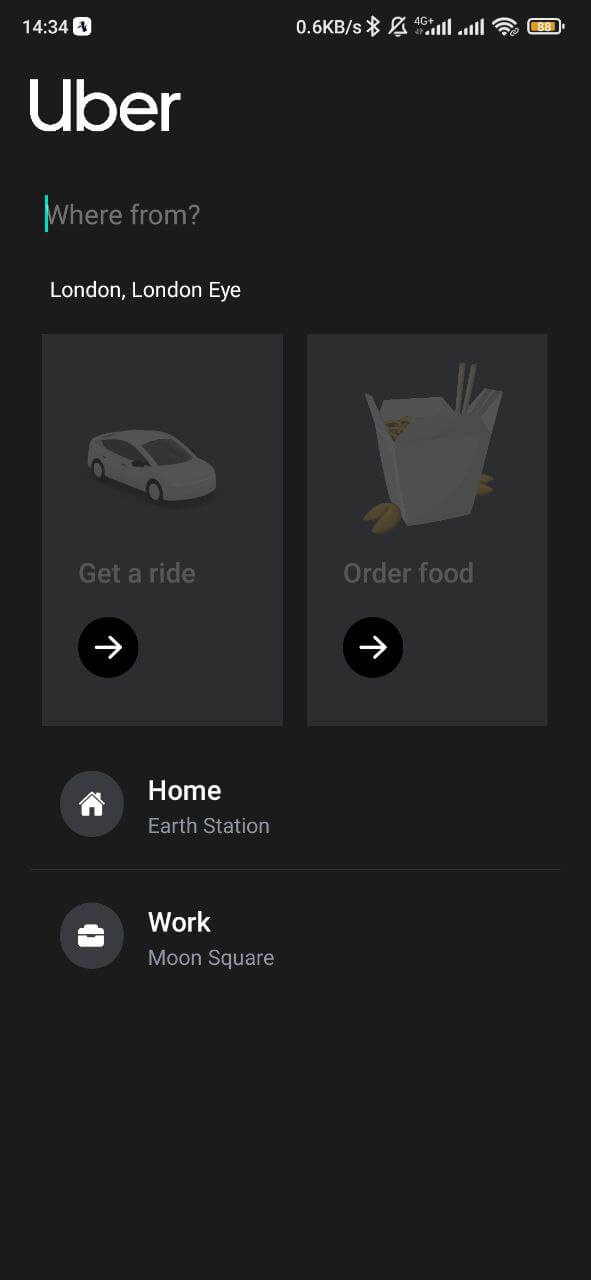 14:34 0.6KB/s 4G+ 88
Uber
Where from?
London, London Eye
Get a ride
Order food
Home
Earth Station
Work
Moon Square